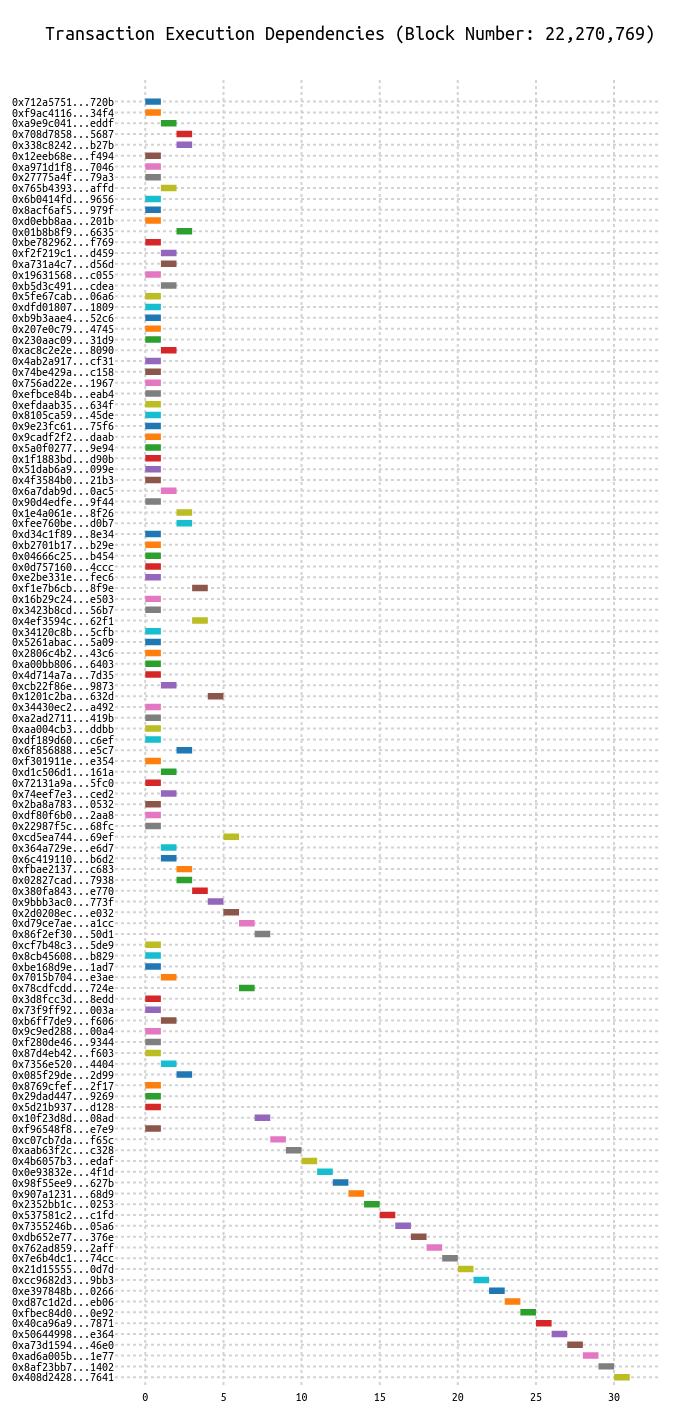 Transaction Execution Dependencies (Block Number: 22,270,769)
0x712a5751...720b
0xf9ac4116...34f4
0xa9e9c041...eddf
0x708d7858...5687
0x338c8242...b27b
0x12eeb68e...f494
0xa971d1f8...7046
0x27775a4f...79a3
0x765b4393...affd
0x6b0414fd...9656
0x8acf6af5...979f
0xd0ebb8aa...201b
0x01b8b8f9...6635
0xbe782962...f769
0xf2f219c1...d459
0xa731a4c7...d56d
0x19631568...c055
0xb5d3c491...cdea
0x5fe67cab...06a6
0xdfd01807...1809
0xb9b3aae4...52c6
0x207e0c79...4745
0x230aac09...31d9
0xac8c2e2e...8090
0x4ab2a917...cf31
0x74be429a...c158
0x756ad22e...1967
0xefbce84b...eab4
0xefdaab35...634f
0x8105ca59...45de
0x9e23fc61...75f6
0x9cadf2f2...daab
0x5a0f0277...9e94
0x1f1883bd...d90b
0x51dab6a9...099e
0x4f3584b0...21b3
0x6a7dab9d...0ac5
0x90d4edfe...9f44
0x1e4a061e...8f26
0xfee760be...d0b7
0xd34c1f89...8e34
0xb2701b17...b29e
0x04666c25...b454
0x0d757160...4ccc
0xe2be331e...fec6
0xf1e7b6cb...8f9e
0x16b29c24...e503
0x3423b8cd...56b7
0x4ef3594c...62f1
0x34120c8b...5cfb
0x5261abac...5a09
0x2806c4b2...43c6
0xa00bb806...6403
0x4d714a7a...7d35
0xcb22f86e...9873
0x1201c2ba...632d
0x34430ec2...a492
0xa2ad2711...419b
0xaa004cb3...ddbb
0xdf189d60...c6ef
0x6f856888...e5c7
0xf301911e...e354
0xd1c506d1...161a
0x72131a9a...5fc0
0x74eef7e3...ced2
0x2ba8a783...0532
0xdf80f6b0...2aa8
0x22987f5c...68fc
0xcd5ea744...69ef
0x364a729e...e6d7
0x6c419110...b6d2
0xfbae2137...c683
0x02827cad...7938
0x380fa843...e770
0x9bbb3ac0...773f
0x2d0208ec...e032
0xd79ce7ae...a1cc
0x86f2ef30...50d1
0xcf7b48c3...5de9
0x8cb45608...b829
0xbe168d9e...1ad7
0x7015b704...e3ae
0x78cdfcdd...724e
0x3d8fcc3d...8edd
0x73f9ff92...003a
0xb6ff7de9...f606
0x9c9ed288...00a4
0xf280de46...9344
0x87d4eb42...f603
0x7356e520...4404
0x085f29de...2d99
0x8769cfef...2f17
0x29dad447...9269
0x5d21b937...d128
0x10f23d8d...08ad
0xf96548f8...e7e9
0xc07cb7da...f65c
0xaab63f2c...c328
0x4b6057b3...edaf
0x0e93832e...4f1d
0x98f55ee9...627b
0x907a1231...68d9
0x2352bb1c...0253
0x537581c2...c1fd
0x7355246b...05a6
0xdb652e77...376e
0x762ad859...2aff
0x7e6b4dc1...74cc
0x21d15555...0d7d
0xcc9682d3...9bb3
0xe397848b...0266
0xd87c1d2d...eb06
0xfbec84d0...0e92
0x40ca96a9...7871
0x50644998...e364
0xa73d1594...46e0
0xad6a005b...1e77
0x8af23bb7...1402
0x408d2428...7641
0 5 10 15 20 25 30